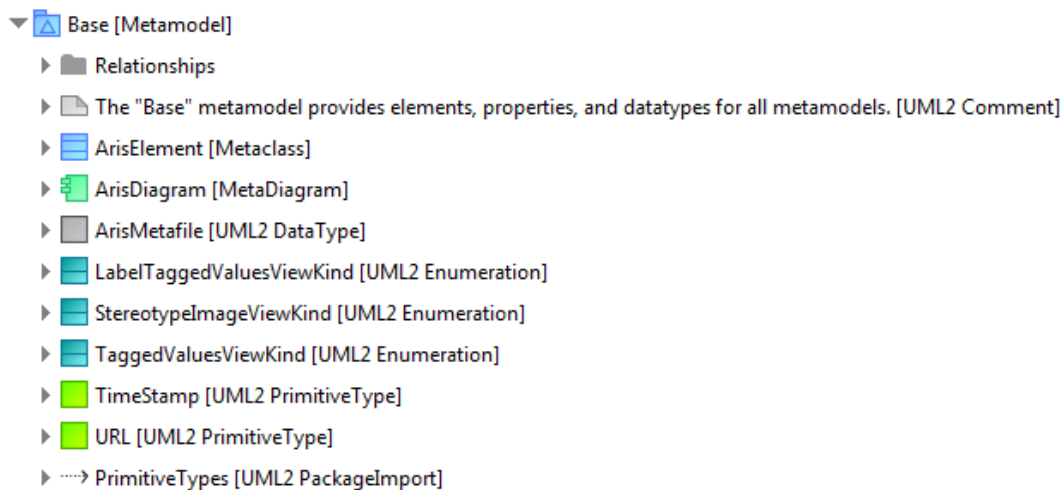 Base [Metamodel]
Relationships
The "Base" metamodel provides elements, properties, and datatypes for all metamodels. [UML2 Comment]
ArisElement [Metaclass]
ArisDiagram [MetaDiagram]
ArisMetafile [UML2 DataType]
LabelTaggedValuesViewKind [UML2 Enumeration]
StereotypeImageViewKind [UML2 Enumeration]
TaggedValuesViewKind [UML2 Enumeration]
TimeStamp [UML2 PrimitiveType]
URL [UML2 PrimitiveType]
PrimitiveTypes [UML2 PackageImport]